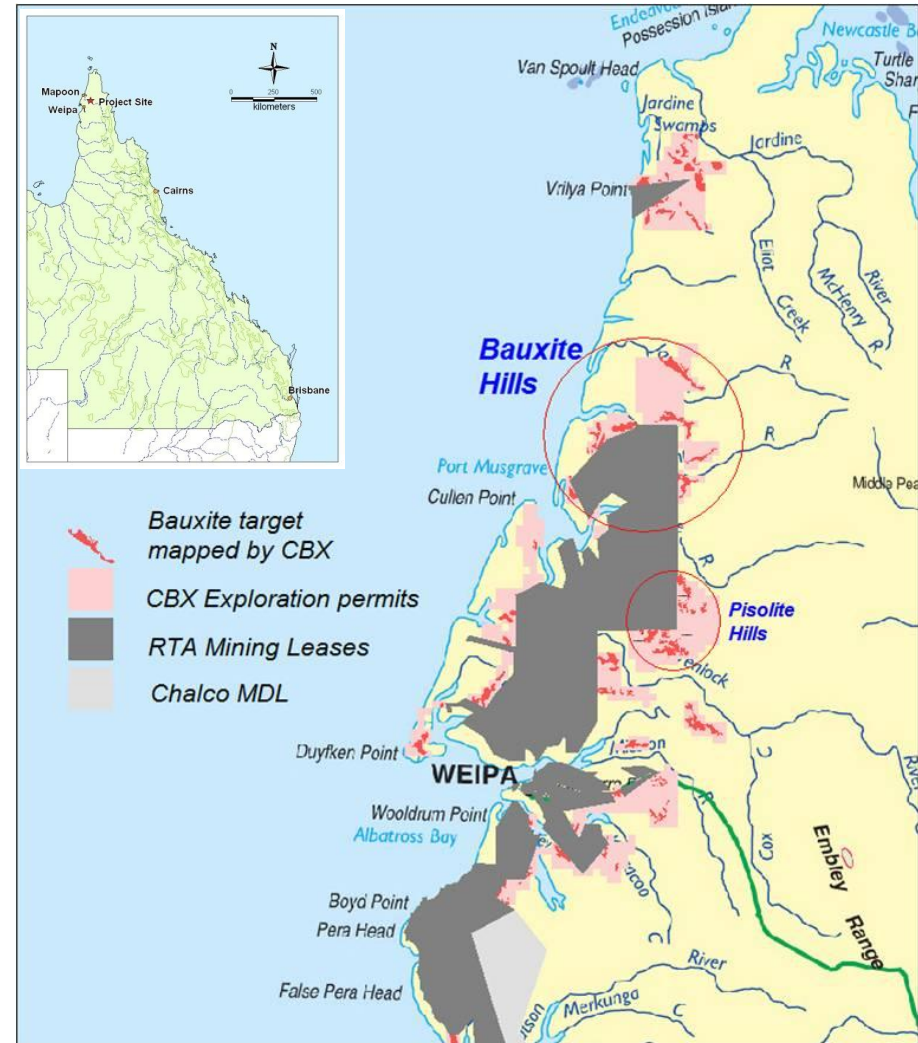 N
0
250
500
kilometers
Mapoon
Weipa
Project Site
Cairns
Brisbane
Endeavour
Possession Island
Newcastle B
Turtle
Shar
F
Van Spoult Head
Jardine
Swamps
Jardine
Vrilya Point
Eliot
Creek
McHenry
River
R
Bauxite
Hills
R
R
Port Musgrave
Cullen Point
Middle Pea
R
Bauxite target
mapped by CBX
CBX Exploration permits
RTA Mining Leases
Chalco MDL
Pisolite
Hills
enlock
Duyfken Point
WEIPA
Wooldrum Point
Albatross Bay
R
C
Cox
River
Embley
Range
Boyd Point
Pera Head
False Pera Head
C
River
Merkunga
C